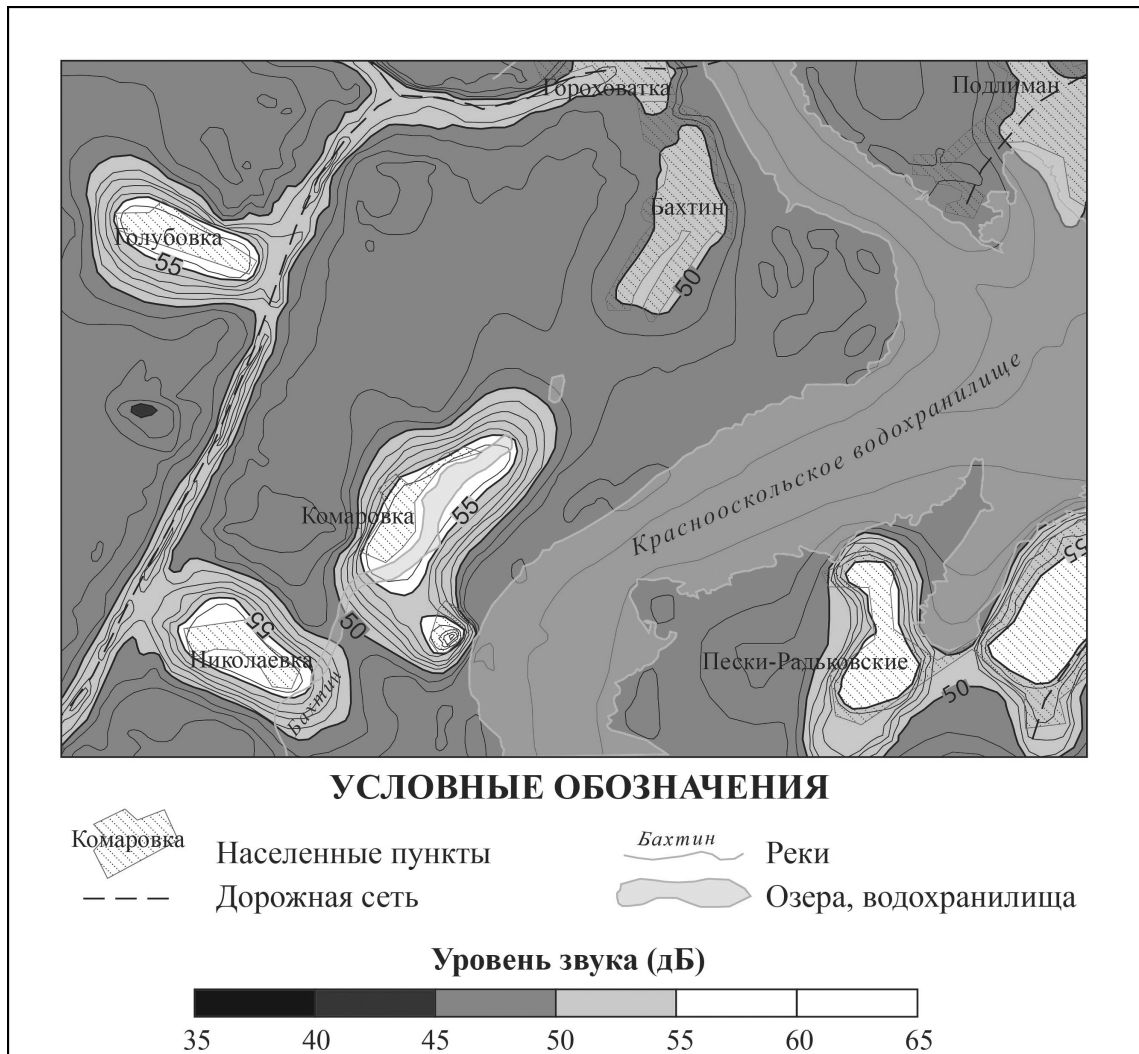 Гороховатка
Подлиман
Бахтин
Голубовка
55
50
Краснооскольское водохранилище
Комаровка
55
55
50
55
Николаевка
Пески-Радьковские
50
Бахтин
УСЛОВНЫЕ ОБОЗНАЧЕНИЯ
Комаровка Населенные пункты
Бахтин Реки
Дорожная сеть
Озера, водохранилища
Уровень звука (дБ)
35 40 45 50 55 60 65